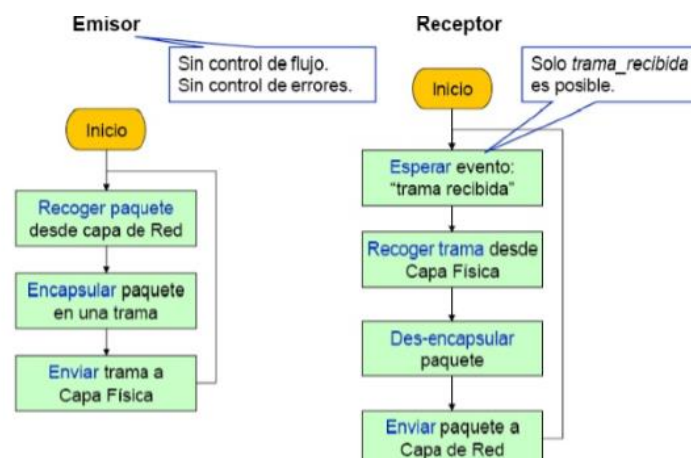 Emisor
Sin control de flujo.
Sin control de errores.
Inicio
Recoger paquete
desde capa de Red
Encapsular paquete
en una trama
Enviar trama a
Capa Física
Receptor
Solo trama_recibida
es posible.
Inicio
Esperar evento:
"trama recibida"
Recoger trama desde
Capa Física
Des-encapsular
paquete
Enviar paquete a
Capa de Red